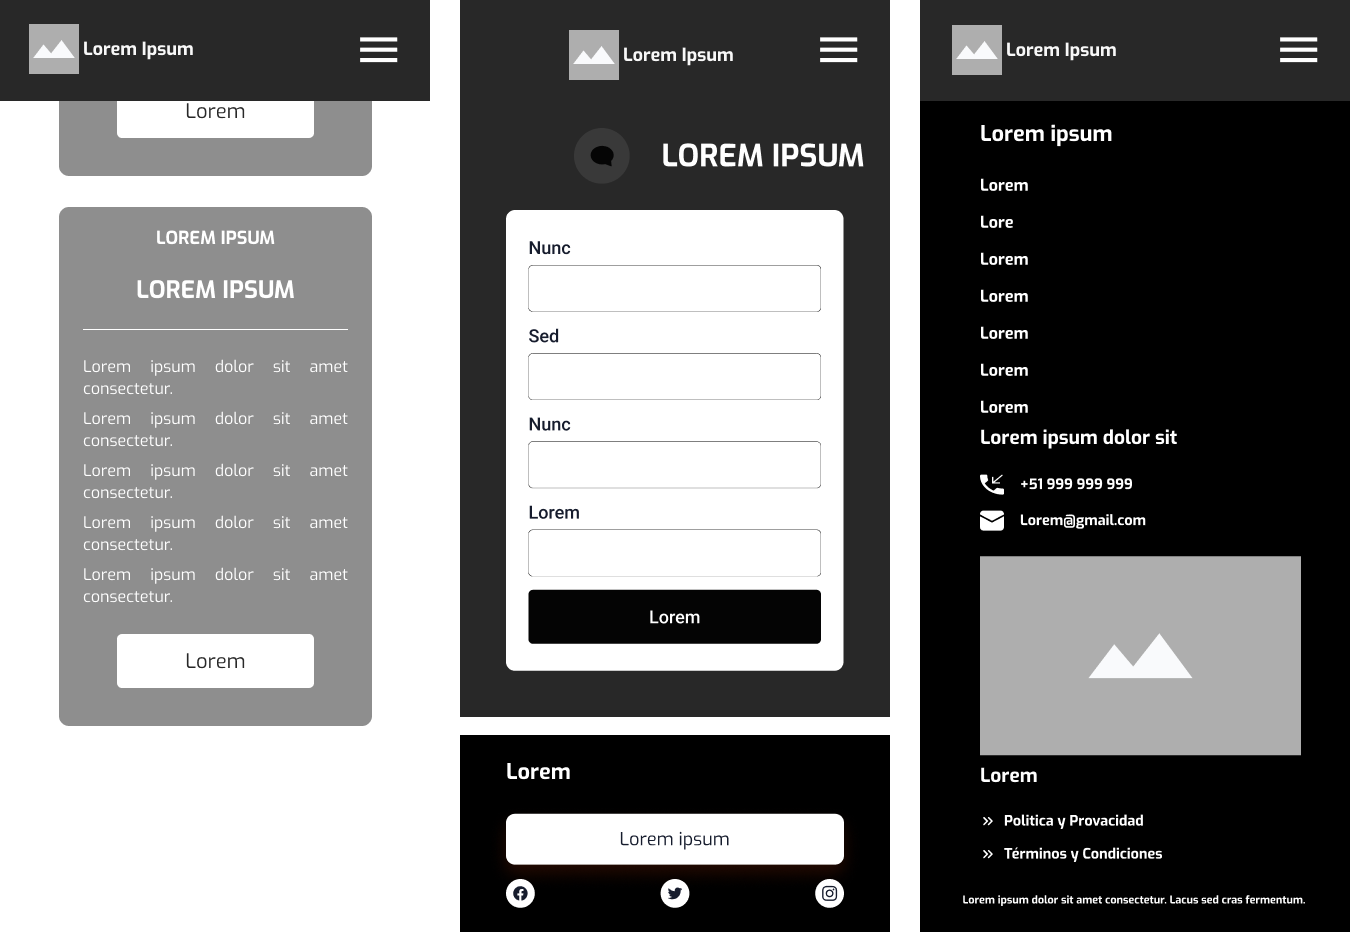 Lorem Ipsum
Lorem
LOREM IPSUM
LOREM IPSUM
Lorem ipsum dolor sit amet
consectetur.
Lorem ipsum dolor sit amet
consectetur.
Lorem ipsum dolor sit amet
consectetur.
Lorem ipsum dolor sit amet
consectetur.
Lorem ipsum dolor sit amet
consectetur.
Lorem
Lorem Ipsum
LOREM IPSUM
Nunc
Sed
Nunc
Lorem
Lorem
Lorem
Lorem ipsum
Lorem Ipsum
Lorem ipsum
Lorem
Lore
Lorem
Lorem
Lorem
Lorem
Lorem
Lorem ipsum dolor sit
+51 999 999 999
Lorem@gmail.com
Lorem
Politica y Provacidad
Términos y Condiciones
Lorem ipsum dolor sit amet consectetur. Lacus sed cras fermentum.